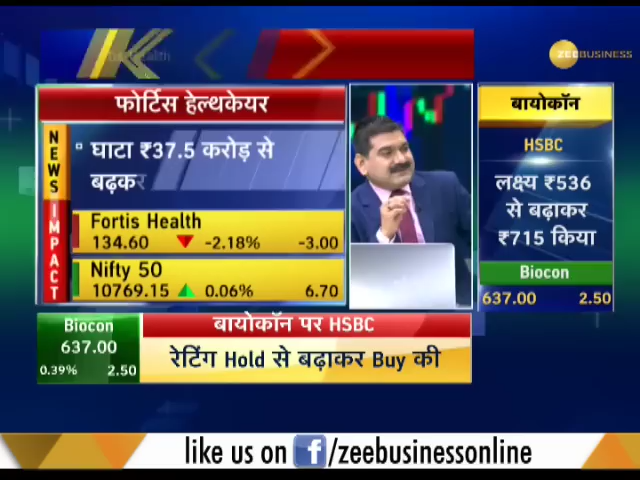 ZEEBUSINESS
फोर्टिस हेल्थकेयर
NEWS IMPACT
घाटा ₹37.5 करोड़ से
बढ़कर
Fortis Health
134.60 -2.18% -3.00
Nifty 50
10769.15 0.06% 6.70
बायोकॉन
HSBC
लक्ष्य ₹536
से बढ़ाकर
₹715 किया
Biocon
637.00 2.50
Biocon
637.00
0.39% 2.50
बायोकॉन पर HSBC
रेटिंग Hold से बढ़ाकर Buy की
like us on f/zeebusinessonline